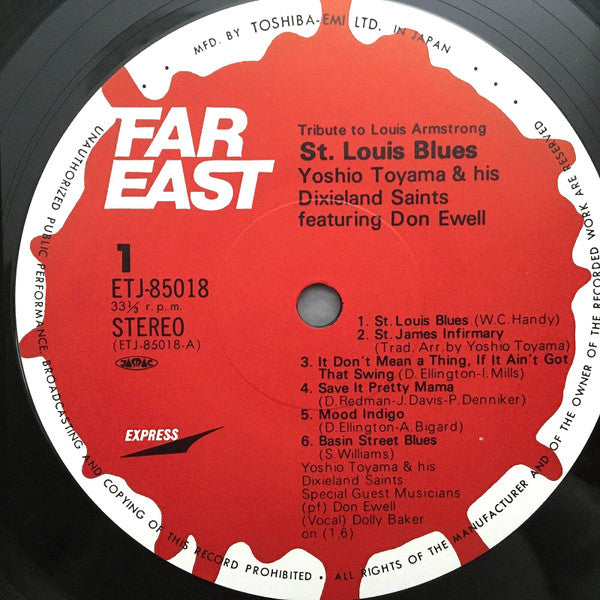 MFD. BY TOSHIBA-EMI LTD. IN JAPAN
FAR
EAST
Tribute to Louis Armstrong
St. Louis Blues
Yoshio Toyama & his
Dixieland Saints
featuring Don Ewell
1
ETJ-85018
33⅓ r.p.m.
STEREO
(ETJ-85018-A)
JASRAC
EXPRESS
1. St. Louis Blues (W.C. Handy)
2. St. James Infirmary
(Trad. Arr. by Yoshio Toyama)
3. It Don't Mean a Thing, If It Ain't Got
That Swing (D. Ellington-I. Mills)
4. Save It Pretty Mama
(D. Redman-J. Davis-P. Denniker)
5. Mood Indigo
(D. Ellington-A. Bigard)
6. Basin Street Blues
(S. Williams)
Yoshio Toyama & his
Dixieland Saints
Special Guest Musicians
(pf) Don Ewell
(Vocal) Dolly Baker
on (1.6)
UNAUTHORIZED PUBLIC PERFORMANCE, BROADCASTING AND COPYING OF THIS RECORD PROHIBITED • ALL RIGHTS OF THE MANUFACTURER AND OF THE OWNER OF THE RECORDED WORK ARE RESERVED